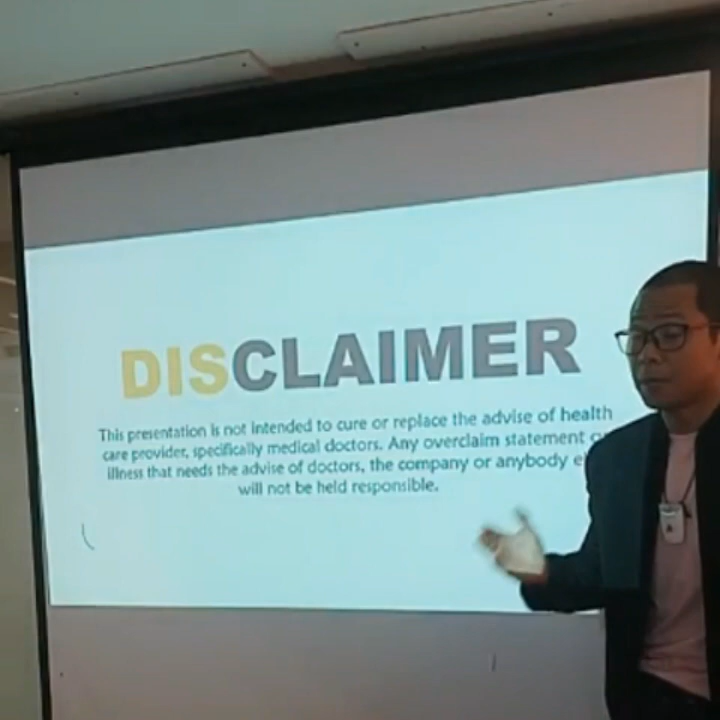 DISCLAIMER
This presentation is not intended to cure or replace the advise of health
care provider, specifically medical doctors. Any overclaim statement
illness that needs the advise of doctors, the company or anybody
will not be held responsible.